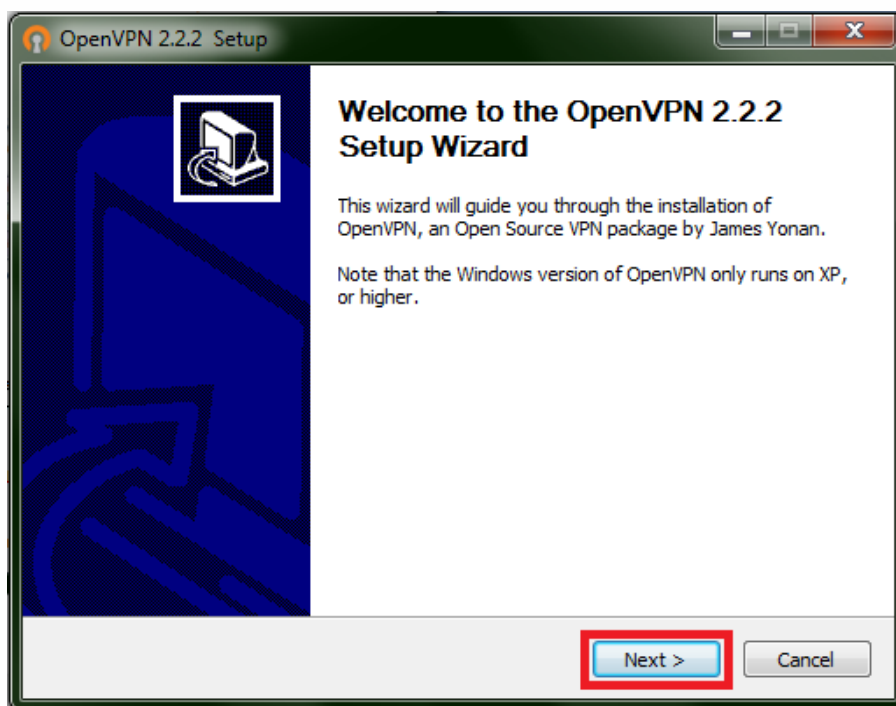 OpenVPN 2.2.2 Setup
Welcome to the OpenVPN 2.2.2
Setup Wizard
This wizard will guide you through the installation of
OpenVPN, an Open Source VPN package by James Yonan.
Note that the Windows version of OpenVPN only runs on XP,
or higher.
Next >
Cancel